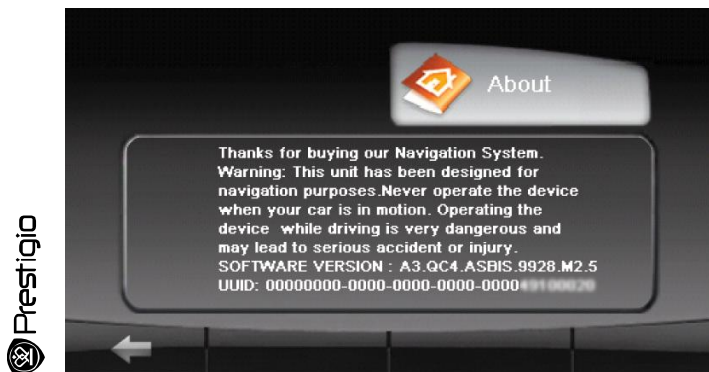 About
Thanks for buying our Navigation System.
Warning: This unit has been designed for
navigation purposes.Never operate the device
when your car is in motion. Operating the
device while driving is very dangerous and
may lead to serious accident or injury.
SOFTWARE VERSION : A3.QC4.ASBIS.9928.M2.5
UUID: 00000000-0000-0000-0000-0000
Prestigio